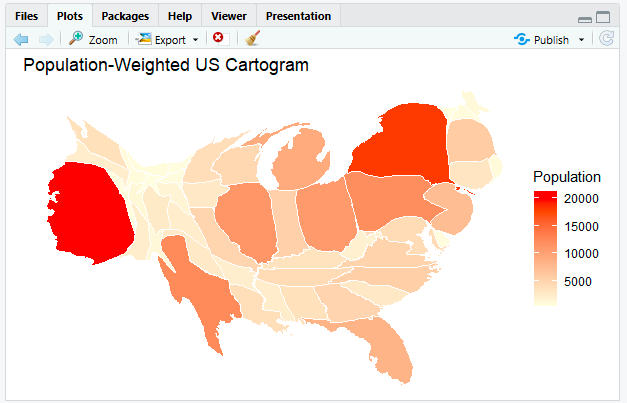 Files Plots Packages Help Viewer Presentation
Zoom Export Publish
Population-Weighted US Cartogram
Population
20000
15000
10000
5000